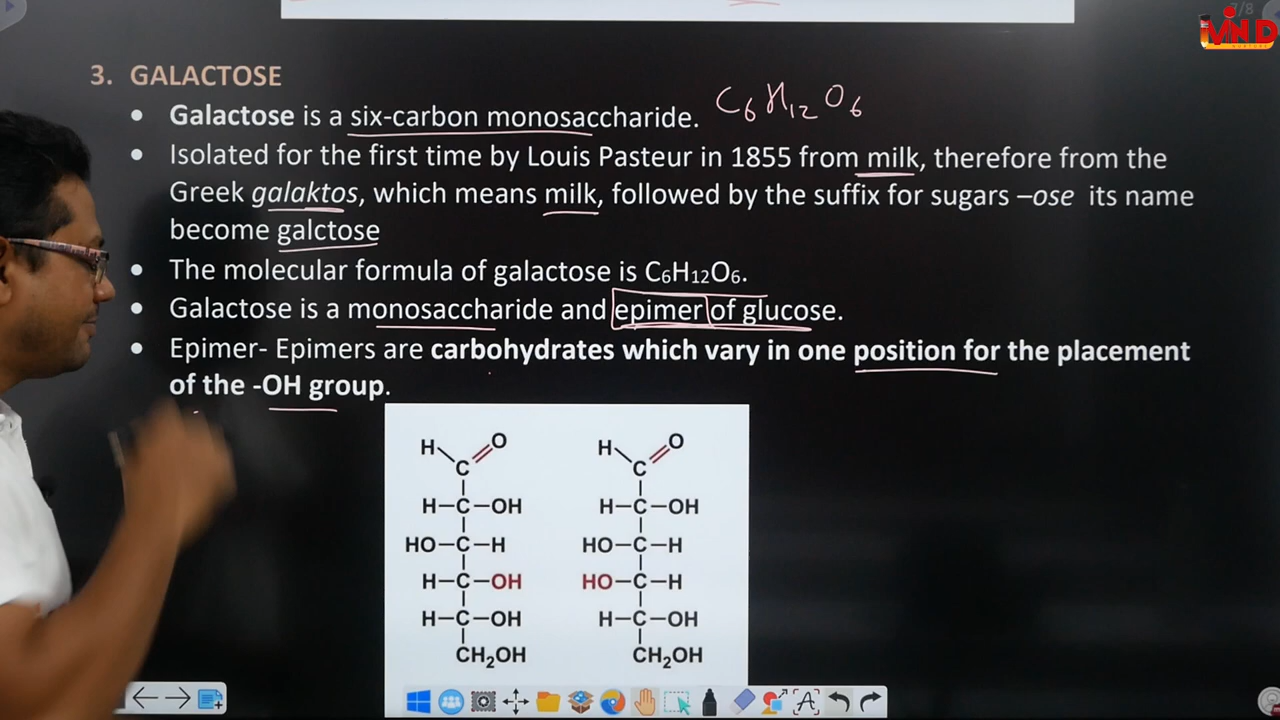 7/8
MIND
3. GALACTOSE
• Galactose is a six-carbon monosaccharide. C6H12O6
• Isolated for the first time by Louis Pasteur in 1855 from milk, therefore from the
Greek galaktos, which means milk, followed by the suffix for sugars –ose its name
become galctose
• The molecular formula of galactose is C₆H₁₂O₆.
• Galactose is a monosaccharide and epimer of glucose.
• Epimer- Epimers are carbohydrates which vary in one position for the placement
of the -OH group.
H O H O
C C
H–C–OH H–C–OH
HO–C–H HO–C–H
H–C–OH HO–C–H
H–C–OH H–C–OH
CH₂OH CH₂OH
A